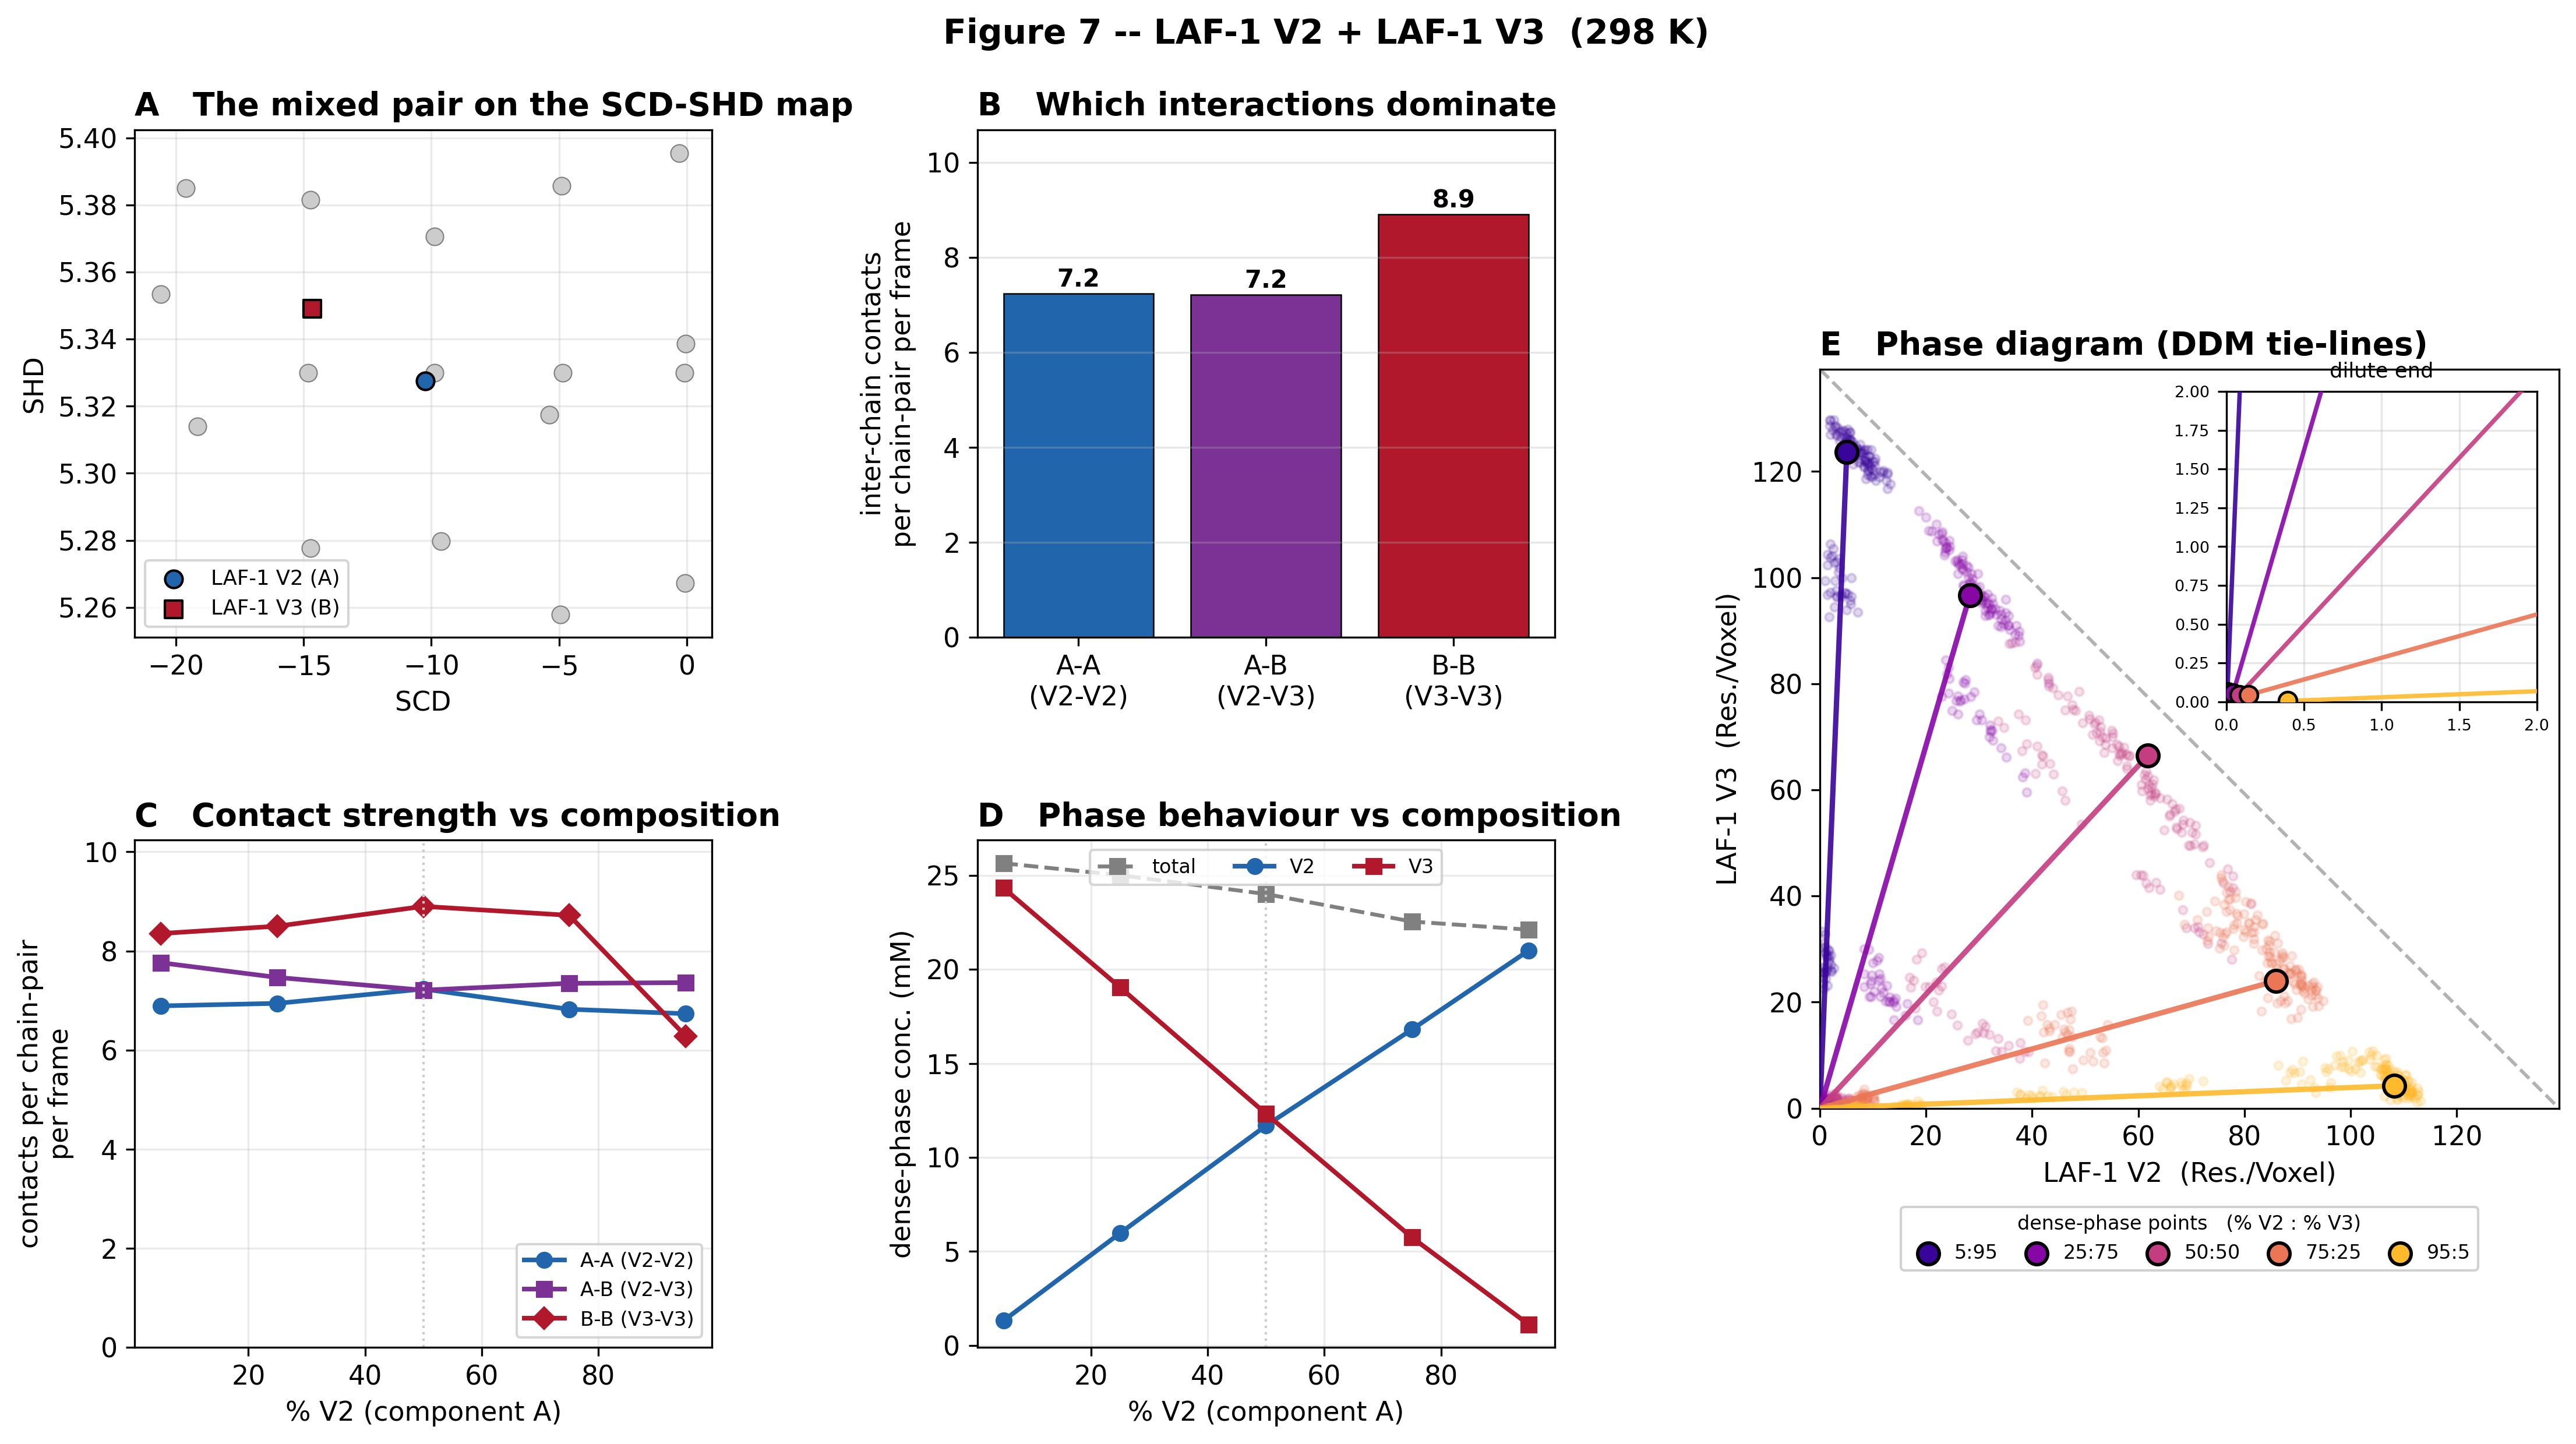 Figure 7 -- LAF-1 V2 + LAF-1 V3  (298 K)
A   The mixed pair on the SCD-SHD map
5.40
5.38
5.36
5.34
5.32
5.30
5.28
5.26
SHD
LAF-1 V2 (A)
LAF-1 V3 (B)
−20 −15 −10 −5 0
SCD
B   Which interactions dominate
10
8
6
4
2
0
inter-chain contacts
per chain-pair per frame
7.2 7.2 8.9
A-A A-B B-B
(V2-V2) (V2-V3) (V3-V3)
C   Contact strength vs composition
10
8
6
4
2
0
contacts per chain-pair
per frame
A-A (V2-V2)
A-B (V2-V3)
B-B (V3-V3)
20 40 60 80
% V2 (component A)
D   Phase behaviour vs composition
total V2 V3
25
20
15
10
5
0
dense-phase conc. (mM)
20 40 60 80
% V2 (component A)
E   Phase diagram (DDM tie-lines)
dilute end
2.00
1.75
1.50
1.25
1.00
0.75
0.50
0.25
0.00
0.0 0.5 1.0 1.5 2.0
120
100
80
60
40
20
0
LAF-1 V3  (Res./Voxel)
0 20 40 60 80 100 120
LAF-1 V2  (Res./Voxel)
dense-phase points   (% V2 : % V3)
5:95 25:75 50:50 75:25 95:5